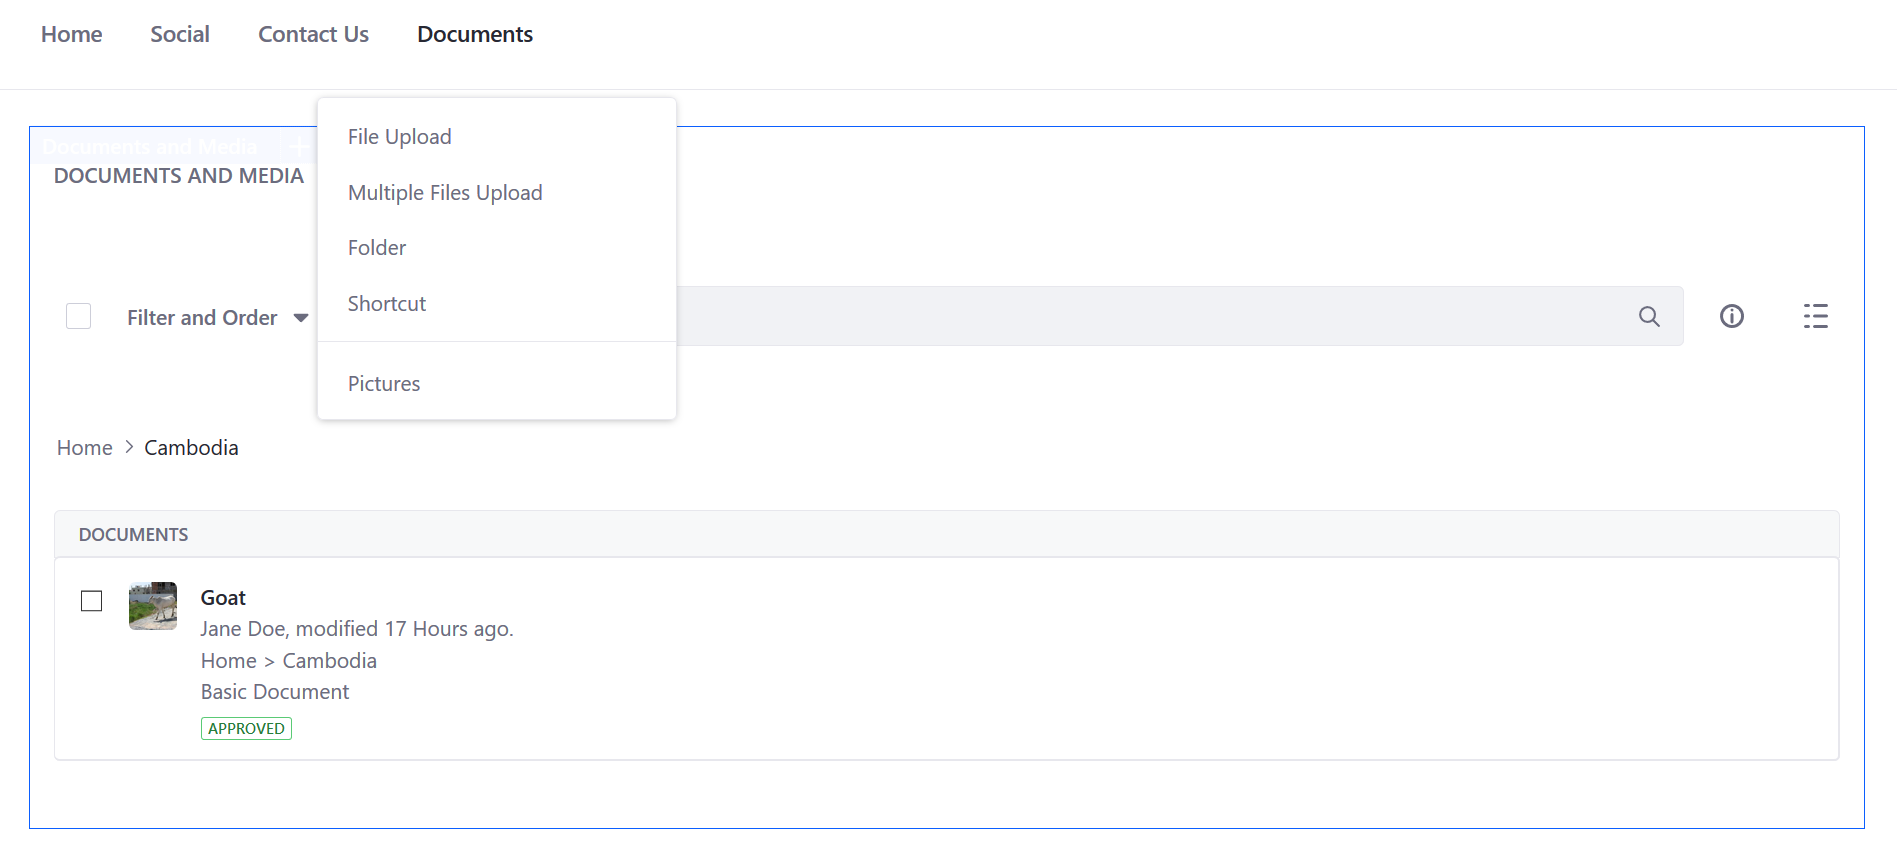 Home Social Contact Us Documents
Documents and Media
DOCUMENTS AND MEDIA
File Upload
Multiple Files Upload
Folder
Shortcut
Pictures
Filter and Order
Home > Cambodia
DOCUMENTS
Goat
Jane Doe, modified 17 Hours ago.
Home > Cambodia
Basic Document
APPROVED